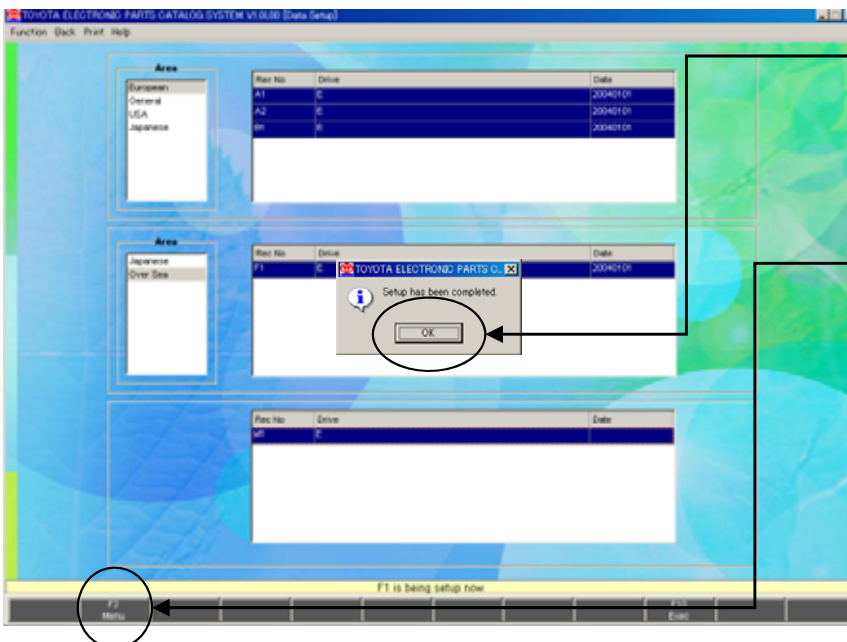 TOYOTA ELECTRONIC PARTS CATALOG SYSTEM V1.0L00 [Data Setup]
Function Back Print Help
Area
European
General
USA
Japanese
Rec No Drive Date
A1 E 20040101
A2 E 20040101
B1 E 20040101
Area
Japanese
Over Sea
Rec No Drive Date
F1 E 20040101
TOYOTA ELECTRONIC PARTS C...
Setup has been completed.
OK
Rec No Drive Date
W1 E
F1 is being setup now.
F2 F10
Menu Exec